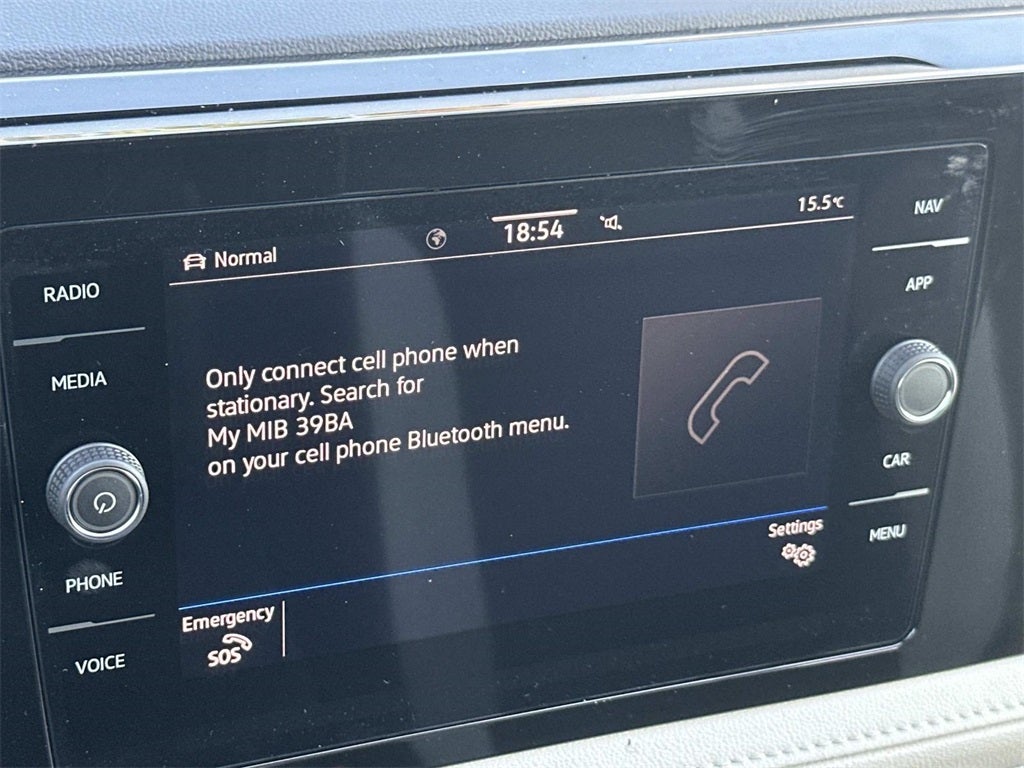 Normal
18:54
15.5°C
RADIO
MEDIA
PHONE
VOICE
Only connect cell phone when
stationary. Search for
My MIB 39BA
on your cell phone Bluetooth menu.
Settings
Emergency
SOS
NAV
APP
CAR
MENU